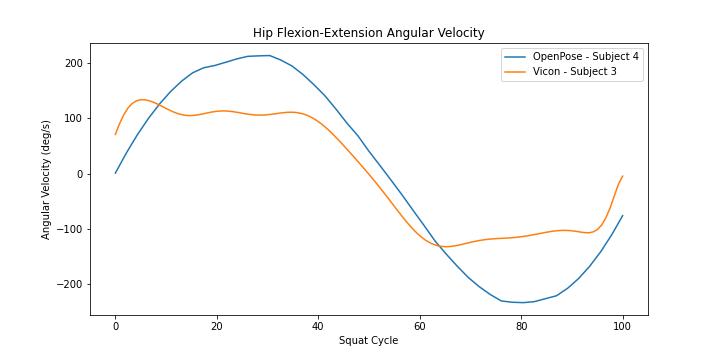 Hip Flexion-Extension Angular Velocity
OpenPose - Subject 4
Vicon - Subject 3
Angular Velocity (deg/s)
200
100
0
−100
−200
0 20 40 60 80 100
Squat Cycle